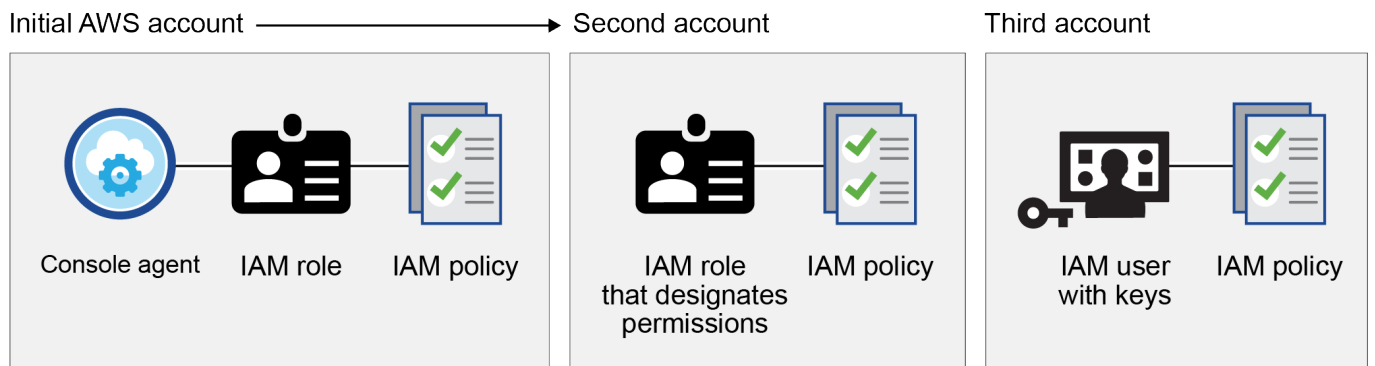 Initial AWS account
Second account
Third account
Console agent
IAM role
IAM policy
IAM role
that designates
permissions
IAM policy
IAM user
with keys
IAM policy